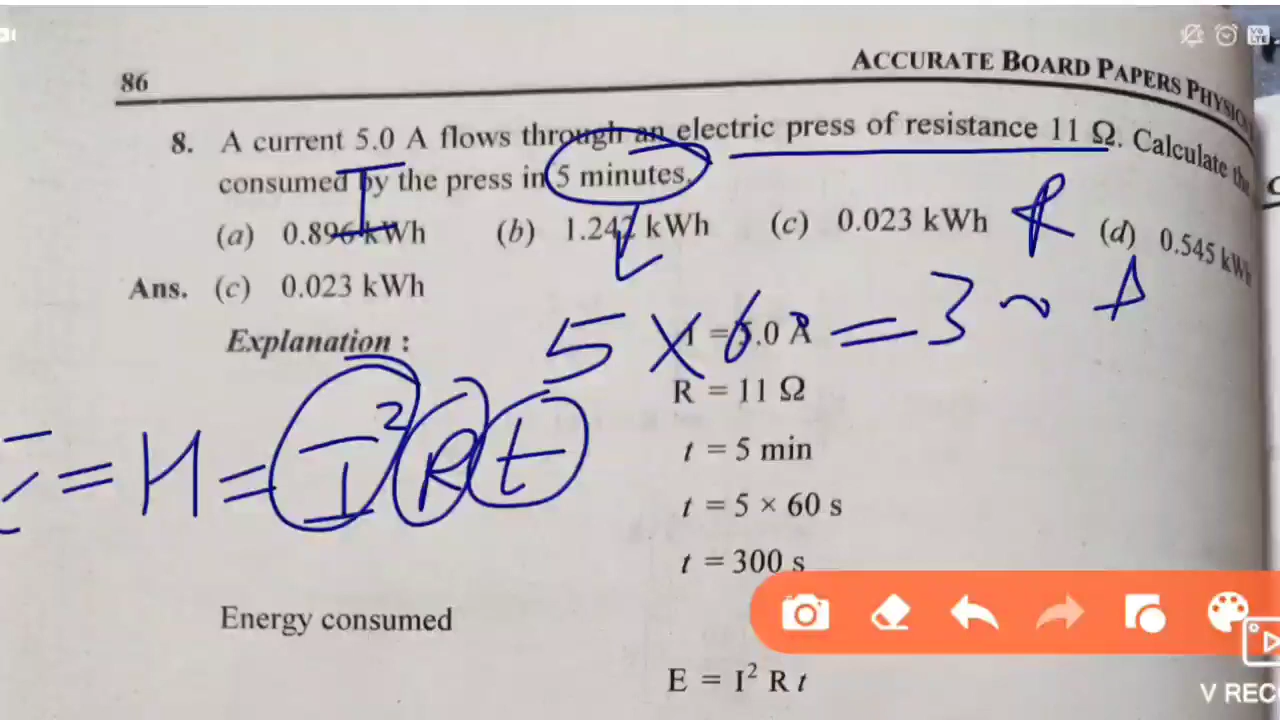 86
ACCURATE BOARD PAPERS PHYSIC
8. A current 5.0 A flows through an electric press of resistance 11 Ω. Calculate the
consumed by the press in 5 minutes.
I
(a) 0.896 kWh (b) 1.242 kWh (c) 0.023 kWh R (d) 0.545 kWh
Ans. (c) 0.023 kWh
5 × 6 = 3
Explanation : I = 5.0 A
R = 11 Ω
= H = I² R t
t = 5 min
t = 5 × 60 s
t = 300 s
Energy consumed
E = I² R t
V REC